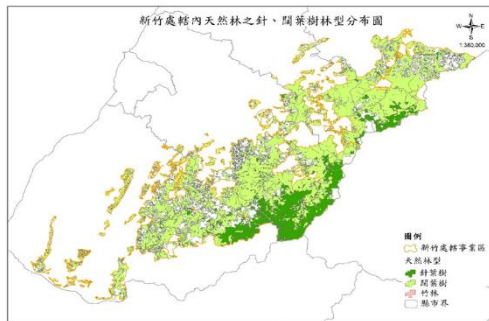 新竹處轄內天然林之針、闊葉樹林型分布圖
N
W E
S
1:380,000
圖例
新竹處轄事業區
天然林型
針葉樹
闊葉樹
竹林
縣市界